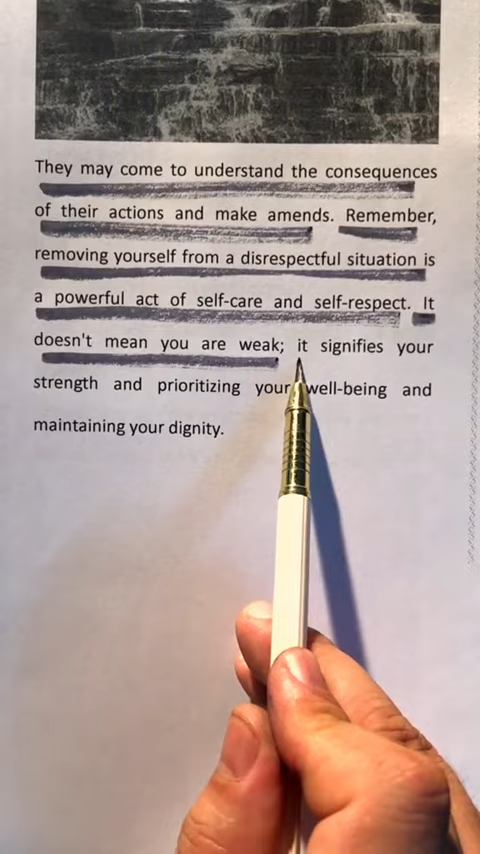 They may come to understand the consequences
of their actions and make amends. Remember,
removing yourself from a disrespectful situation is
a powerful act of self-care and self-respect. It
doesn't mean you are weak; it signifies your
strength and prioritizing your well-being and
maintaining your dignity.